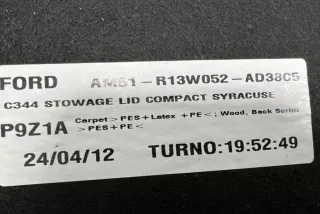 FORD AM51-R13W052-AD38C5
C344 STOWAGE LID COMPACT SYRACUSE
P9Z1A Carpet >PES+Latex +PE<; Wood, Back Scrim
>PES+PE<
24/04/12 TURNO:19:52:49